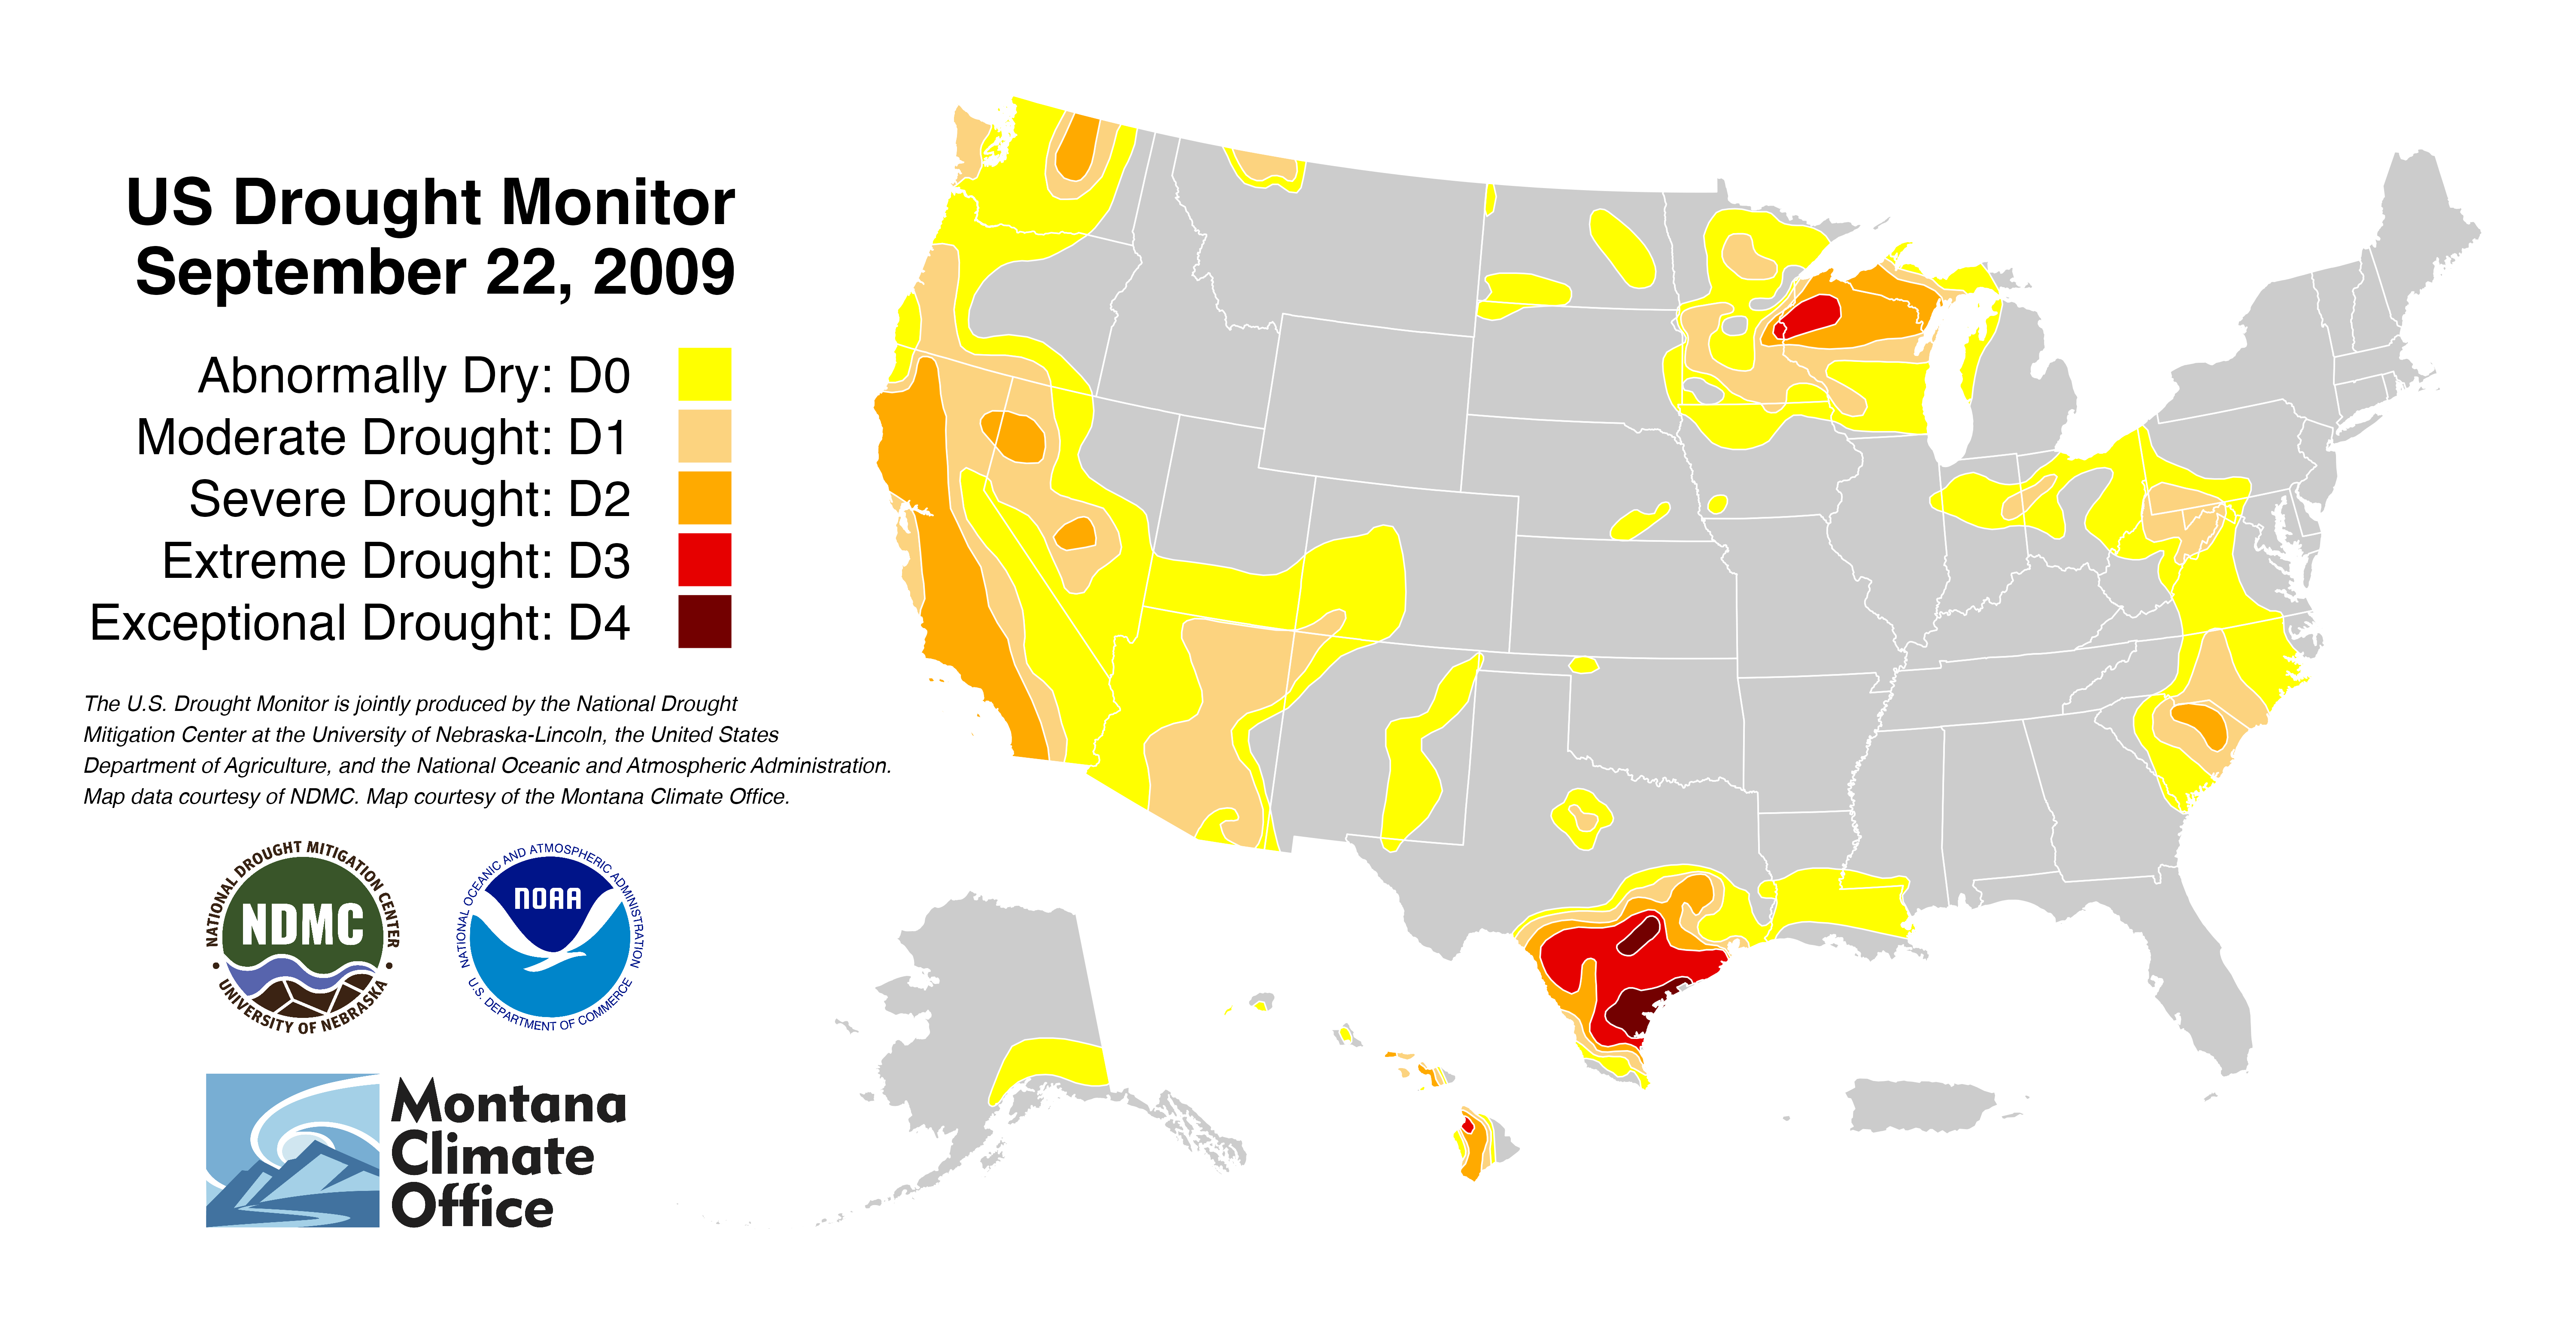 US Drought Monitor
September 22, 2009
Abnormally Dry: D0
Moderate Drought: D1
Severe Drought: D2
Extreme Drought: D3
Exceptional Drought: D4
The U.S. Drought Monitor is jointly produced by the National Drought
Mitigation Center at the University of Nebraska-Lincoln, the United States
Department of Agriculture, and the National Oceanic and Atmospheric Administration.
Map data courtesy of NDMC. Map courtesy of the Montana Climate Office.
NATIONAL DROUGHT MITIGATION CENTER
NDMC
UNIVERSITY OF NEBRASKA
NATIONAL OCEANIC AND ATMOSPHERIC ADMINISTRATION
NOAA
U.S. DEPARTMENT OF COMMERCE
Montana
Climate
Office